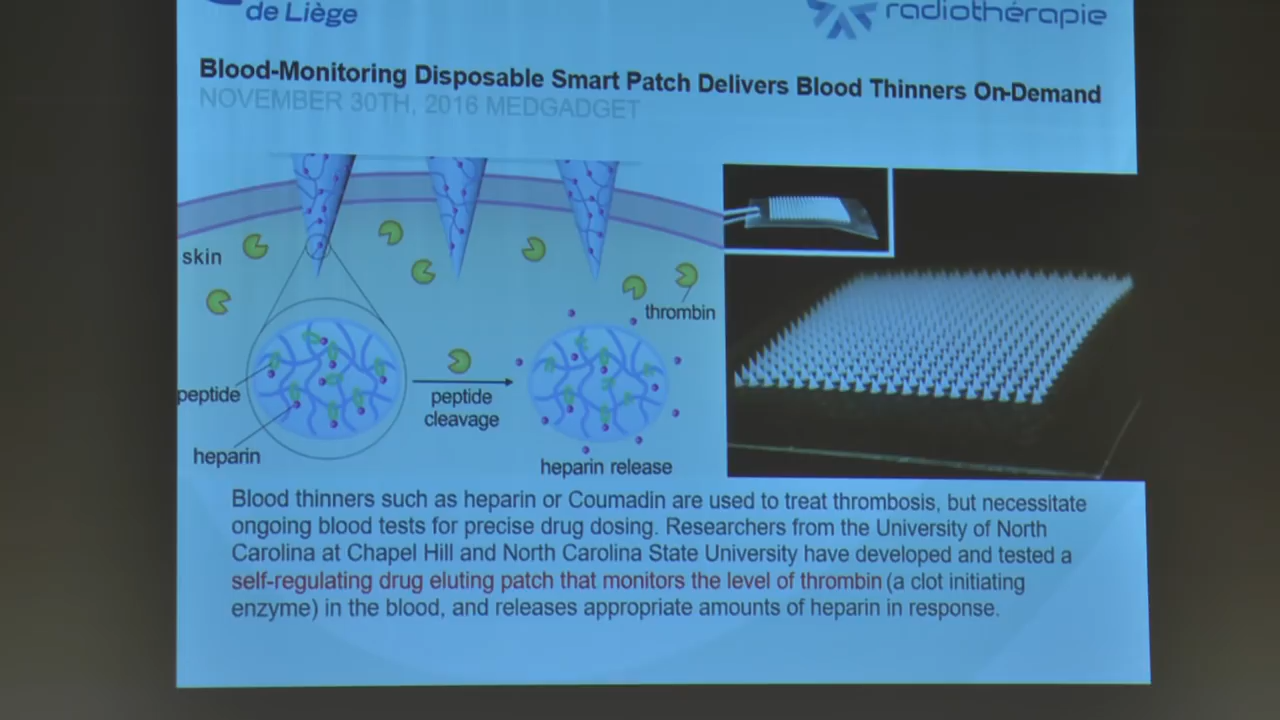 de Liège
radiothérapie
Blood-Monitoring Disposable Smart Patch Delivers Blood Thinners On-Demand
NOVEMBER 30TH, 2016 MEDGADGET
skin
thrombin
peptide
peptide
cleavage
heparin
heparin release
Blood thinners such as heparin or Coumadin are used to treat thrombosis, but necessitate
ongoing blood tests for precise drug dosing. Researchers from the University of North
Carolina at Chapel Hill and North Carolina State University have developed and tested a
self-regulating drug eluting patch that monitors the level of thrombin (a clot initiating
enzyme) in the blood, and releases appropriate amounts of heparin in response.